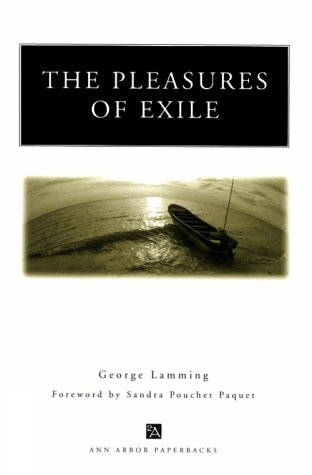 THE PLEASURES
OF EXILE
George Lamming
Foreword by Sandra Pouchet Paquet
AA
ANN ARBOR PAPERBACKS